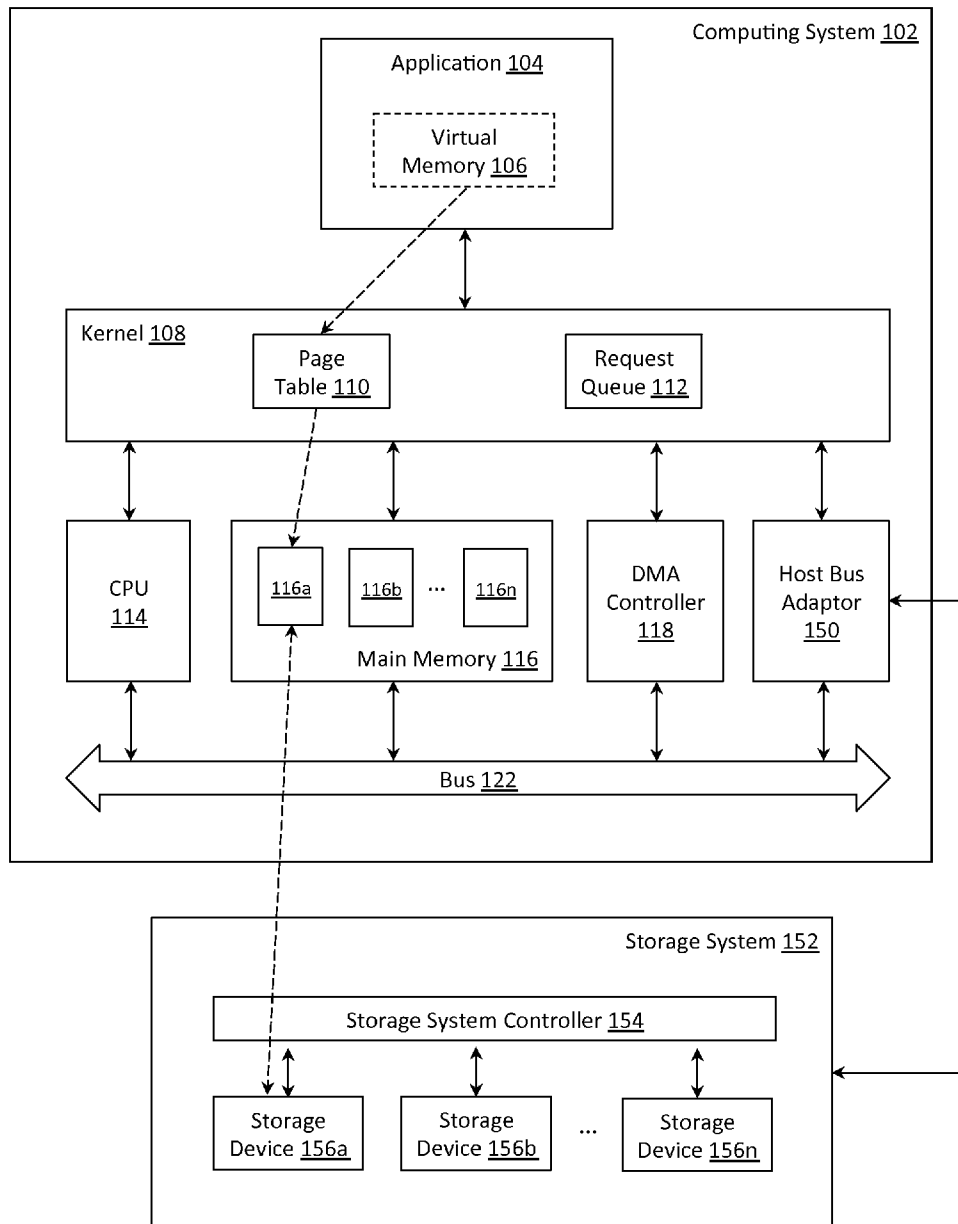 Computing System 102
Application 104
Virtual
Memory 106
Kernel 108
Page
Table 110
Request
Queue 112
CPU
114
116a
116b
...
116n
Main Memory 116
DMA
Controller
118
Host Bus
Adaptor
150
Bus 122
Storage System 152
Storage System Controller 154
Storage
Device 156a
Storage
Device 156b
...
Storage
Device 156n